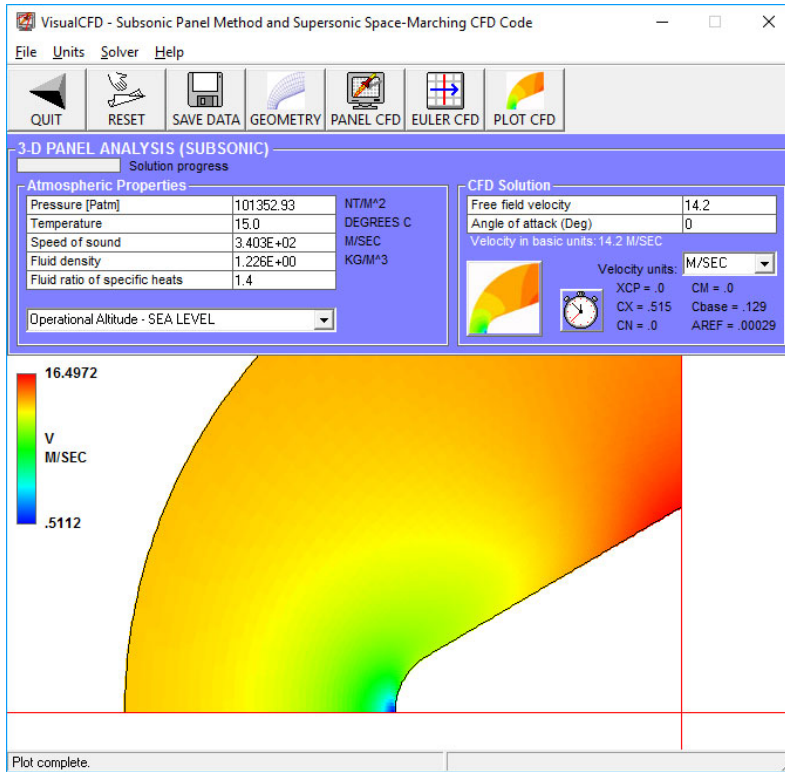 VisualCFD - Subsonic Panel Method and Supersonic Space-Marching CFD Code
File Units Solver Help
QUIT RESET SAVE DATA GEOMETRY PANEL CFD EULER CFD PLOT CFD
3-D PANEL ANALYSIS (SUBSONIC)
Solution progress
Atmospheric Properties
Pressure [Patm] 101352.93 NT/M^2
Temperature 15.0 DEGREES C
Speed of sound 3.403E+02 M/SEC
Fluid density 1.226E+00 KG/M^3
Fluid ratio of specific heats 1.4
Operational Altitude - SEA LEVEL
CFD Solution
Free field velocity 14.2
Angle of attack (Deg) 0
Velocity in basic units: 14.2 M/SEC
Velocity units: M/SEC
XCP = .0 CM = .0
CX = .515 Cbase = .129
CN = .0 AREF = .00029
16.4972
V
M/SEC
.5112
Plot complete.